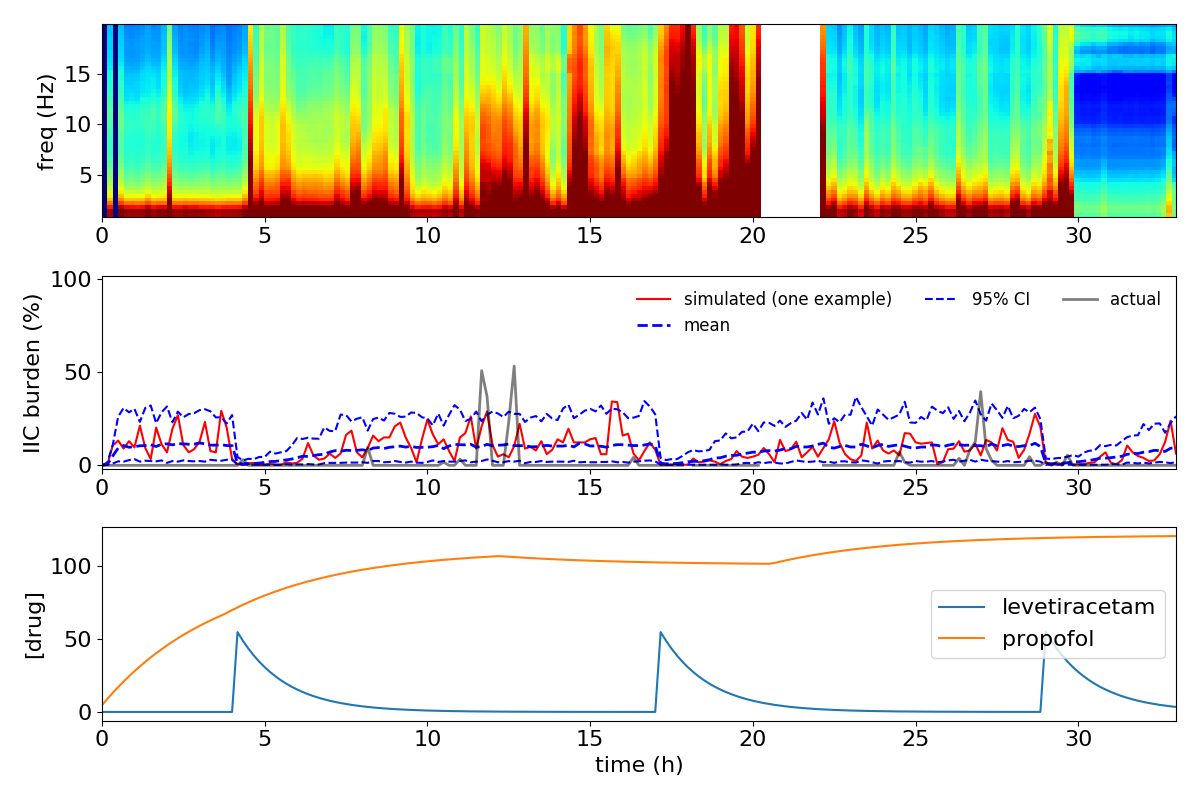 freq (Hz)
15
10
5
0 5 10 15 20 25 30
IIC burden (%)
100
50
0
simulated (one example) 95% CI actual
mean
0 5 10 15 20 25 30
[drug]
100
50
0
levetiracetam
propofol
0 5 10 15 20 25 30
time (h)